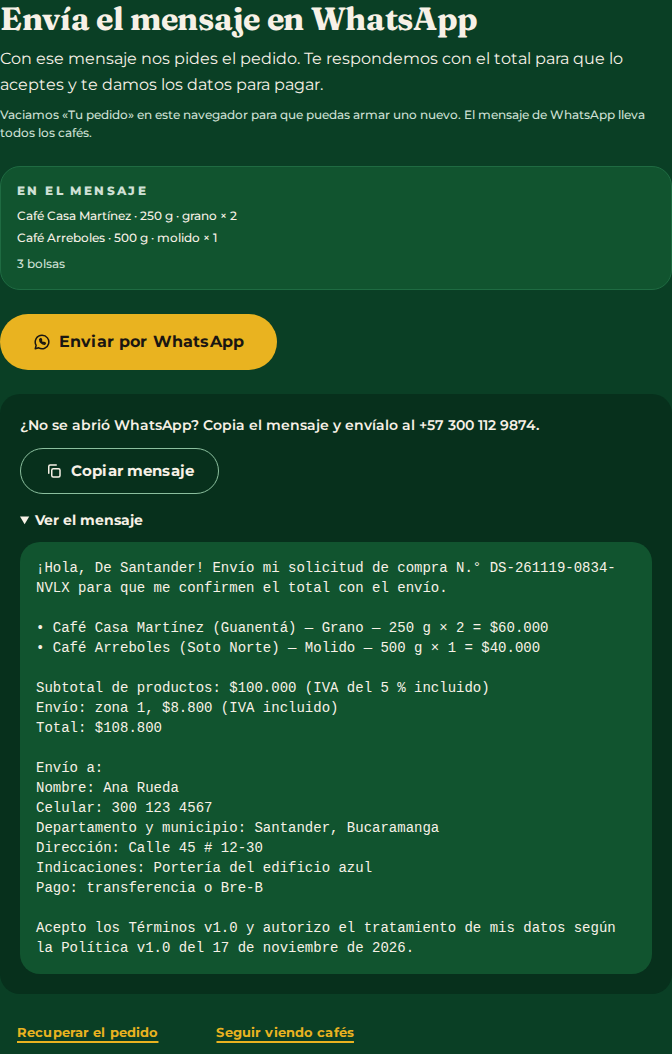 Envía el mensaje en WhatsApp
Con ese mensaje nos pides el pedido. Te respondemos con el total para que lo
aceptes y te damos los datos para pagar.
Vaciamos «Tu pedido» en este navegador para que puedas armar uno nuevo. El mensaje de WhatsApp lleva
todos los cafés.
EN EL MENSAJE
Café Casa Martínez · 250 g · grano × 2
Café Arreboles · 500 g · molido × 1
3 bolsas
Enviar por WhatsApp
¿No se abrió WhatsApp? Copia el mensaje y envíalo al +57 300 112 9874.
Copiar mensaje
▼ Ver el mensaje
¡Hola, De Santander! Envío mi solicitud de compra N.° DS-261119-0834-
NVLX para que me confirmen el total con el envío.
• Café Casa Martínez (Guanentá) — Grano — 250 g × 2 = $60.000
• Café Arreboles (Soto Norte) — Molido — 500 g × 1 = $40.000
Subtotal de productos: $100.000 (IVA del 5 % incluido)
Envío: zona 1, $8.800 (IVA incluido)
Total: $108.800
Envío a:
Nombre: Ana Rueda
Celular: 300 123 4567
Departamento y municipio: Santander, Bucaramanga
Dirección: Calle 45 # 12-30
Indicaciones: Portería del edificio azul
Pago: transferencia o Bre-B
Acepto los Términos v1.0 y autorizo el tratamiento de mis datos según
la Política v1.0 del 17 de noviembre de 2026.
Recuperar el pedido
Seguir viendo cafés